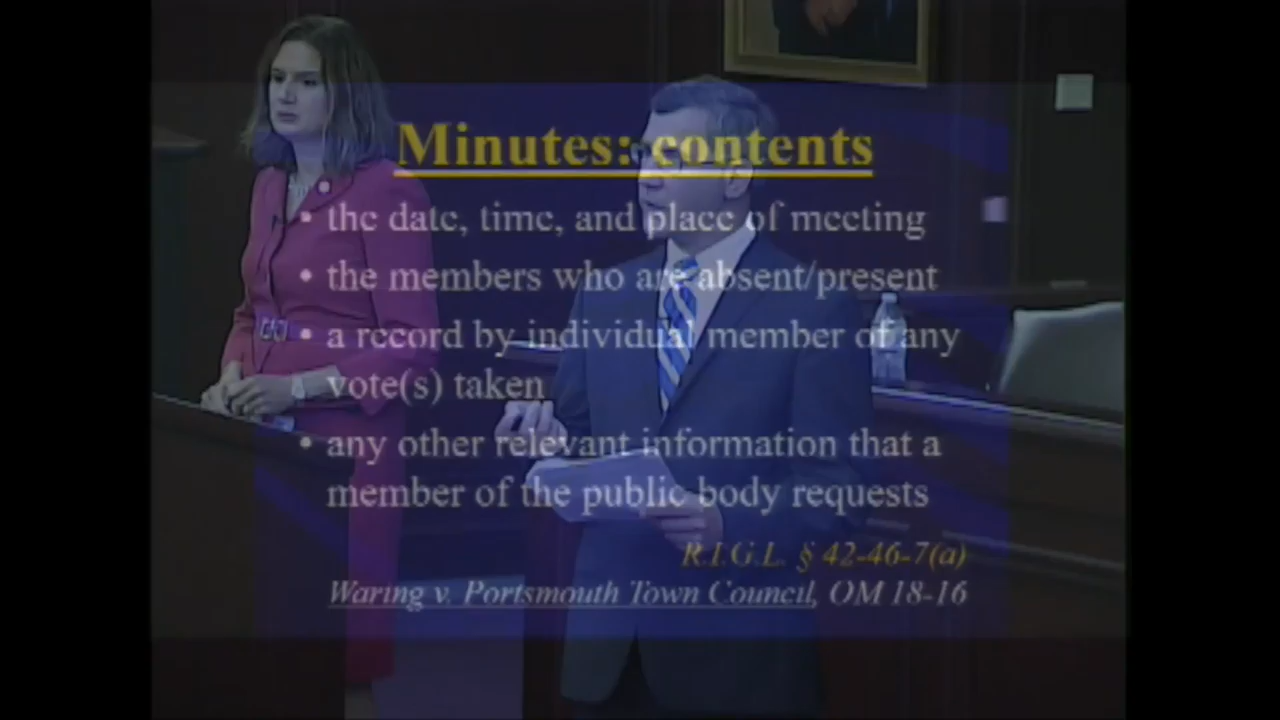 Minutes: contents
• the date, time, and place of meeting
• the members who are absent/present
• a record by individual member of any
vote(s) taken
• any other relevant information that a
member of the public body requests
R.I.G.L. § 42-46-7(a)
Waring v. Portsmouth Town Council, OM 18-16